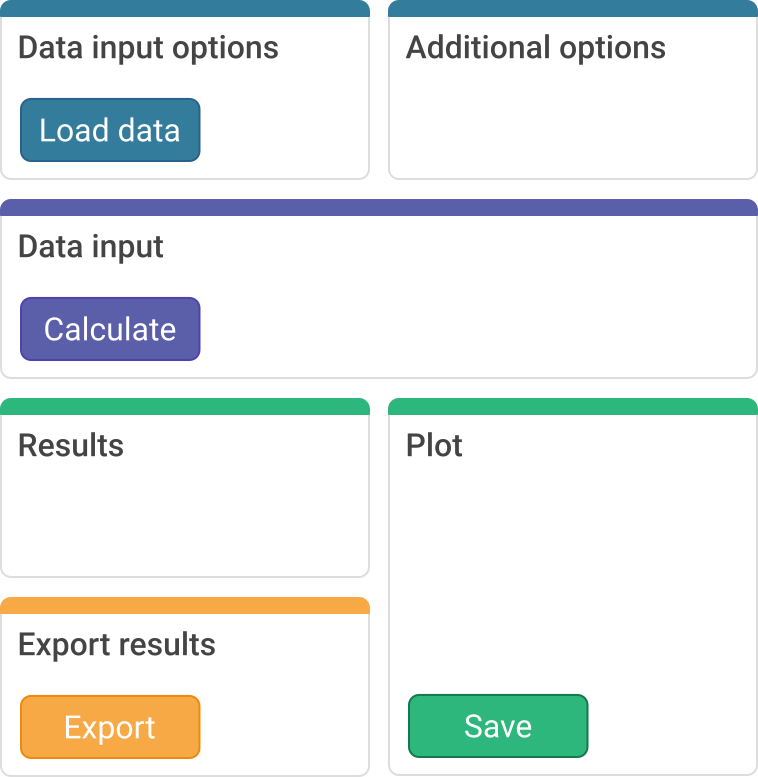 Data input options
Load data
Additional options
Data input
Calculate
Results
Plot
Export results
Export
Save